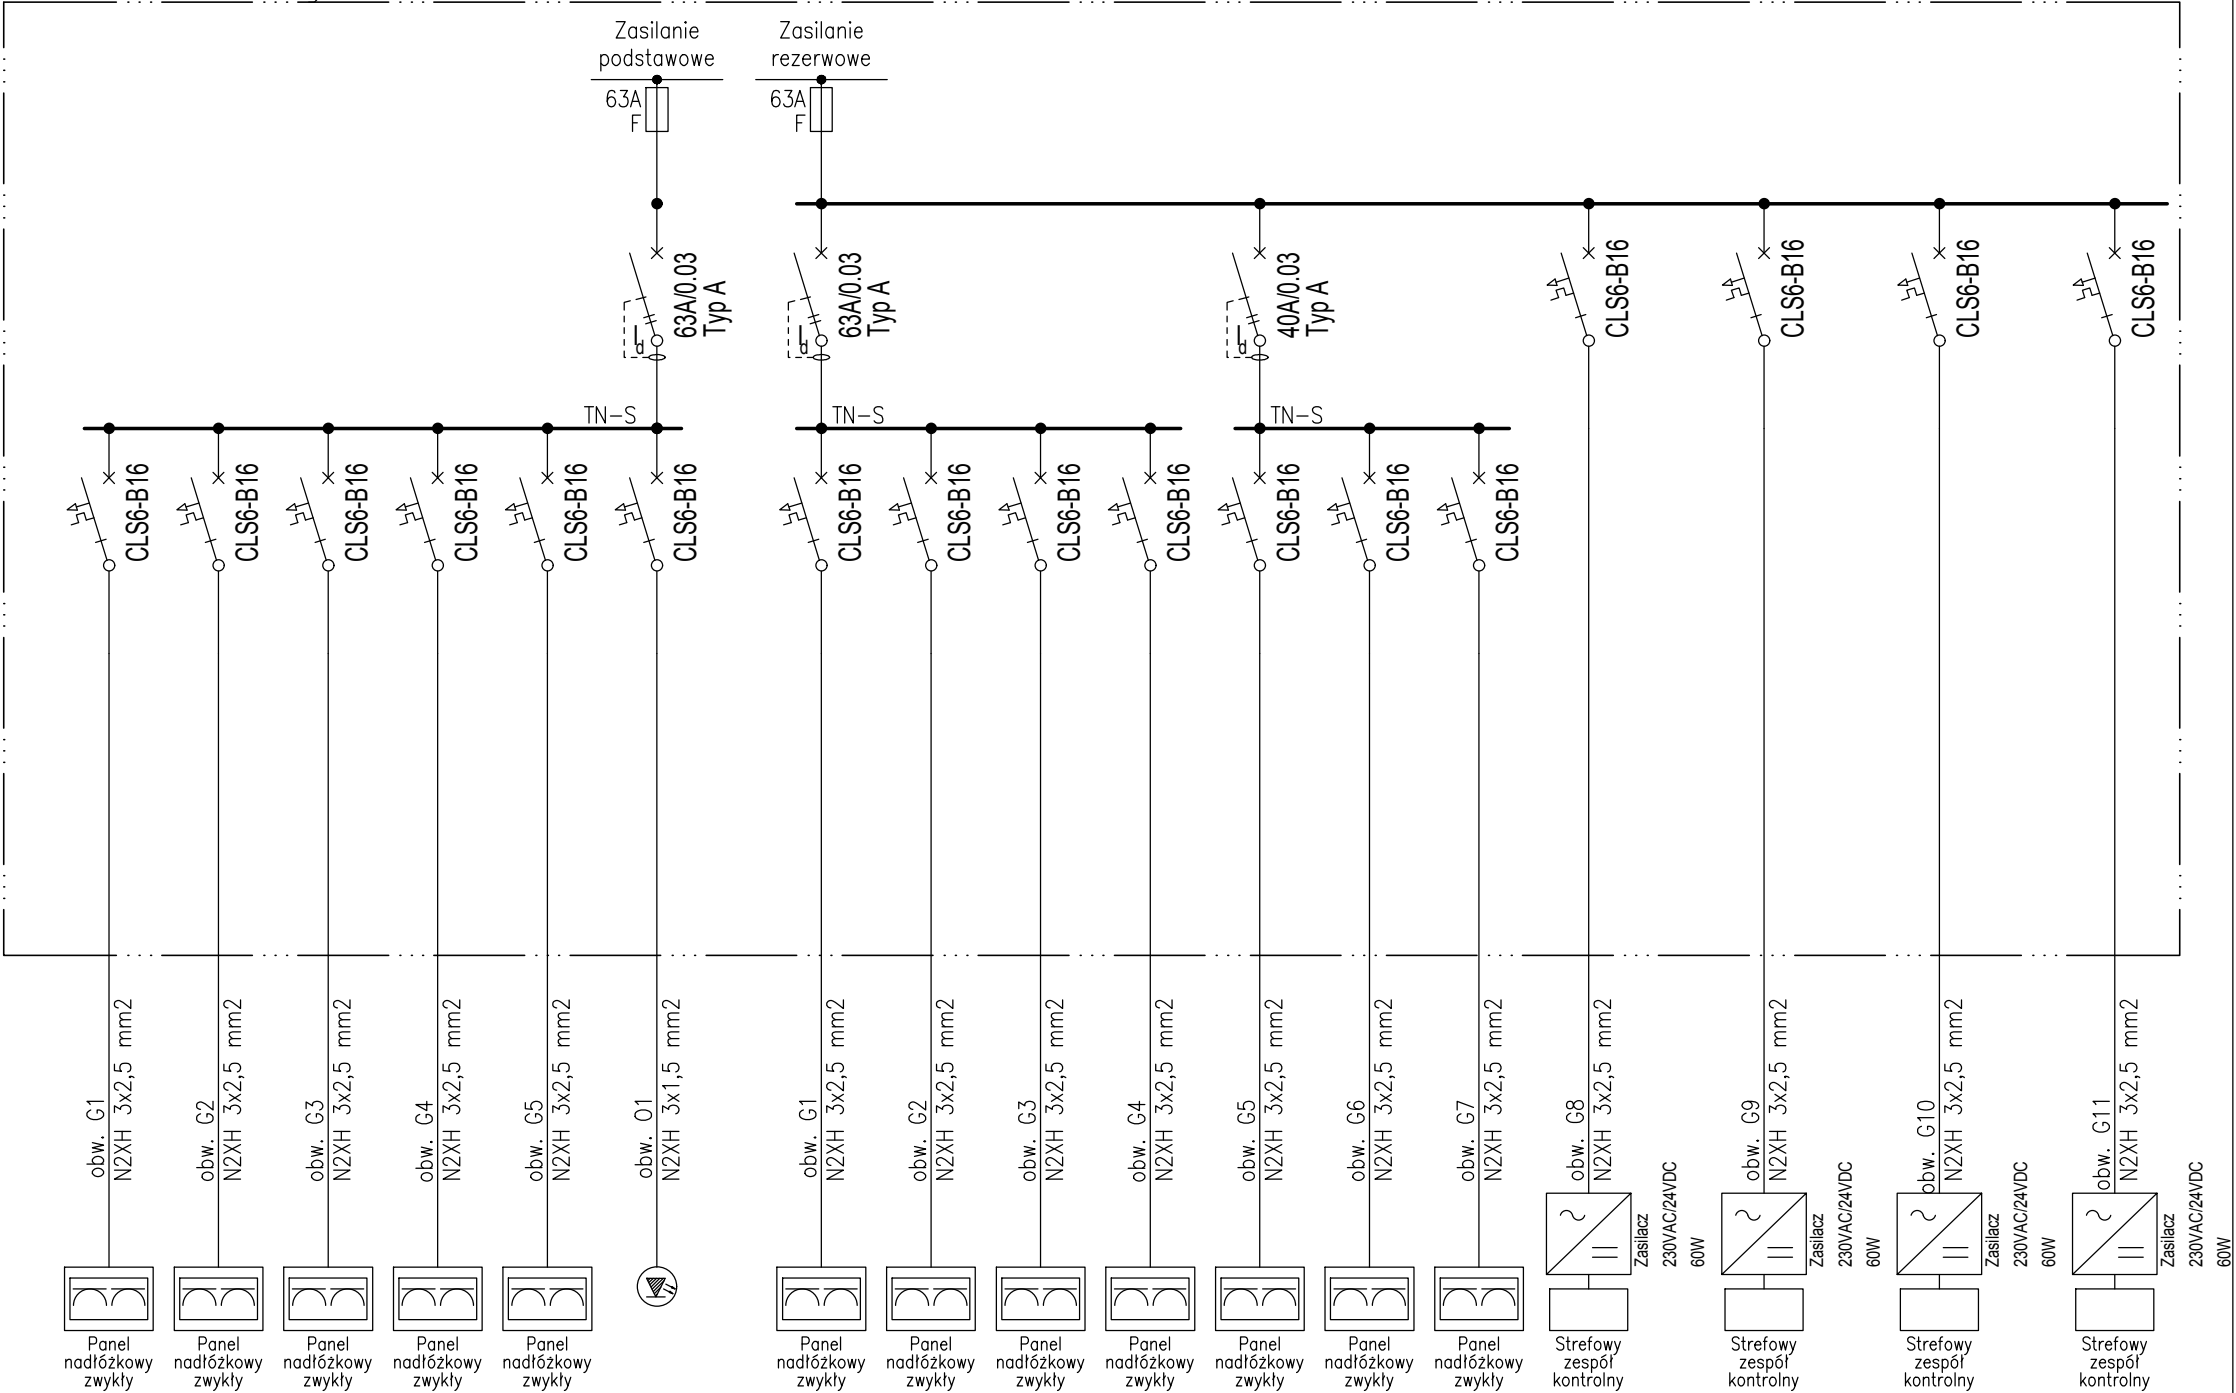 Zasilanie
podstawowe
Zasilanie
rezerwowe
63A
F
63A
F
63A/0.03
Typ A
Id
63A/0.03
Typ A
Id
40A/0.03
Typ A
Id
CLS6-B16
CLS6-B16
CLS6-B16
CLS6-B16
TN-S
TN-S
TN-S
CLS6-B16
CLS6-B16
CLS6-B16
CLS6-B16
CLS6-B16
CLS6-B16
CLS6-B16
CLS6-B16
CLS6-B16
CLS6-B16
CLS6-B16
CLS6-B16
CLS6-B16
obw. G1
N2XH 3x2,5 mm2
obw. G2
N2XH 3x2,5 mm2
obw. G3
N2XH 3x2,5 mm2
obw. G4
N2XH 3x2,5 mm2
obw. G5
N2XH 3x2,5 mm2
obw. O1
N2XH 3x1,5 mm2
obw. G1
N2XH 3x2,5 mm2
obw. G2
N2XH 3x2,5 mm2
obw. G3
N2XH 3x2,5 mm2
obw. G4
N2XH 3x2,5 mm2
obw. G5
N2XH 3x2,5 mm2
obw. G6
N2XH 3x2,5 mm2
obw. G7
N2XH 3x2,5 mm2
obw. G8
N2XH 3x2,5 mm2
obw. G9
N2XH 3x2,5 mm2
obw. G10
N2XH 3x2,5 mm2
obw. G11
N2XH 3x2,5 mm2
Zasilacz
230VAC/24VDC
60W
Zasilacz
230VAC/24VDC
60W
Zasilacz
230VAC/24VDC
60W
Zasilacz
230VAC/24VDC
60W
Panel
nadłóżkowy
zwykły
Panel
nadłóżkowy
zwykły
Panel
nadłóżkowy
zwykły
Panel
nadłóżkowy
zwykły
Panel
nadłóżkowy
zwykły
Panel
nadłóżkowy
zwykły
Panel
nadłóżkowy
zwykły
Panel
nadłóżkowy
zwykły
Panel
nadłóżkowy
zwykły
Panel
nadłóżkowy
zwykły
Panel
nadłóżkowy
zwykły
Panel
nadłóżkowy
zwykły
Strefowy
zespół
kontrolny
Strefowy
zespół
kontrolny
Strefowy
zespół
kontrolny
Strefowy
zespół
kontrolny